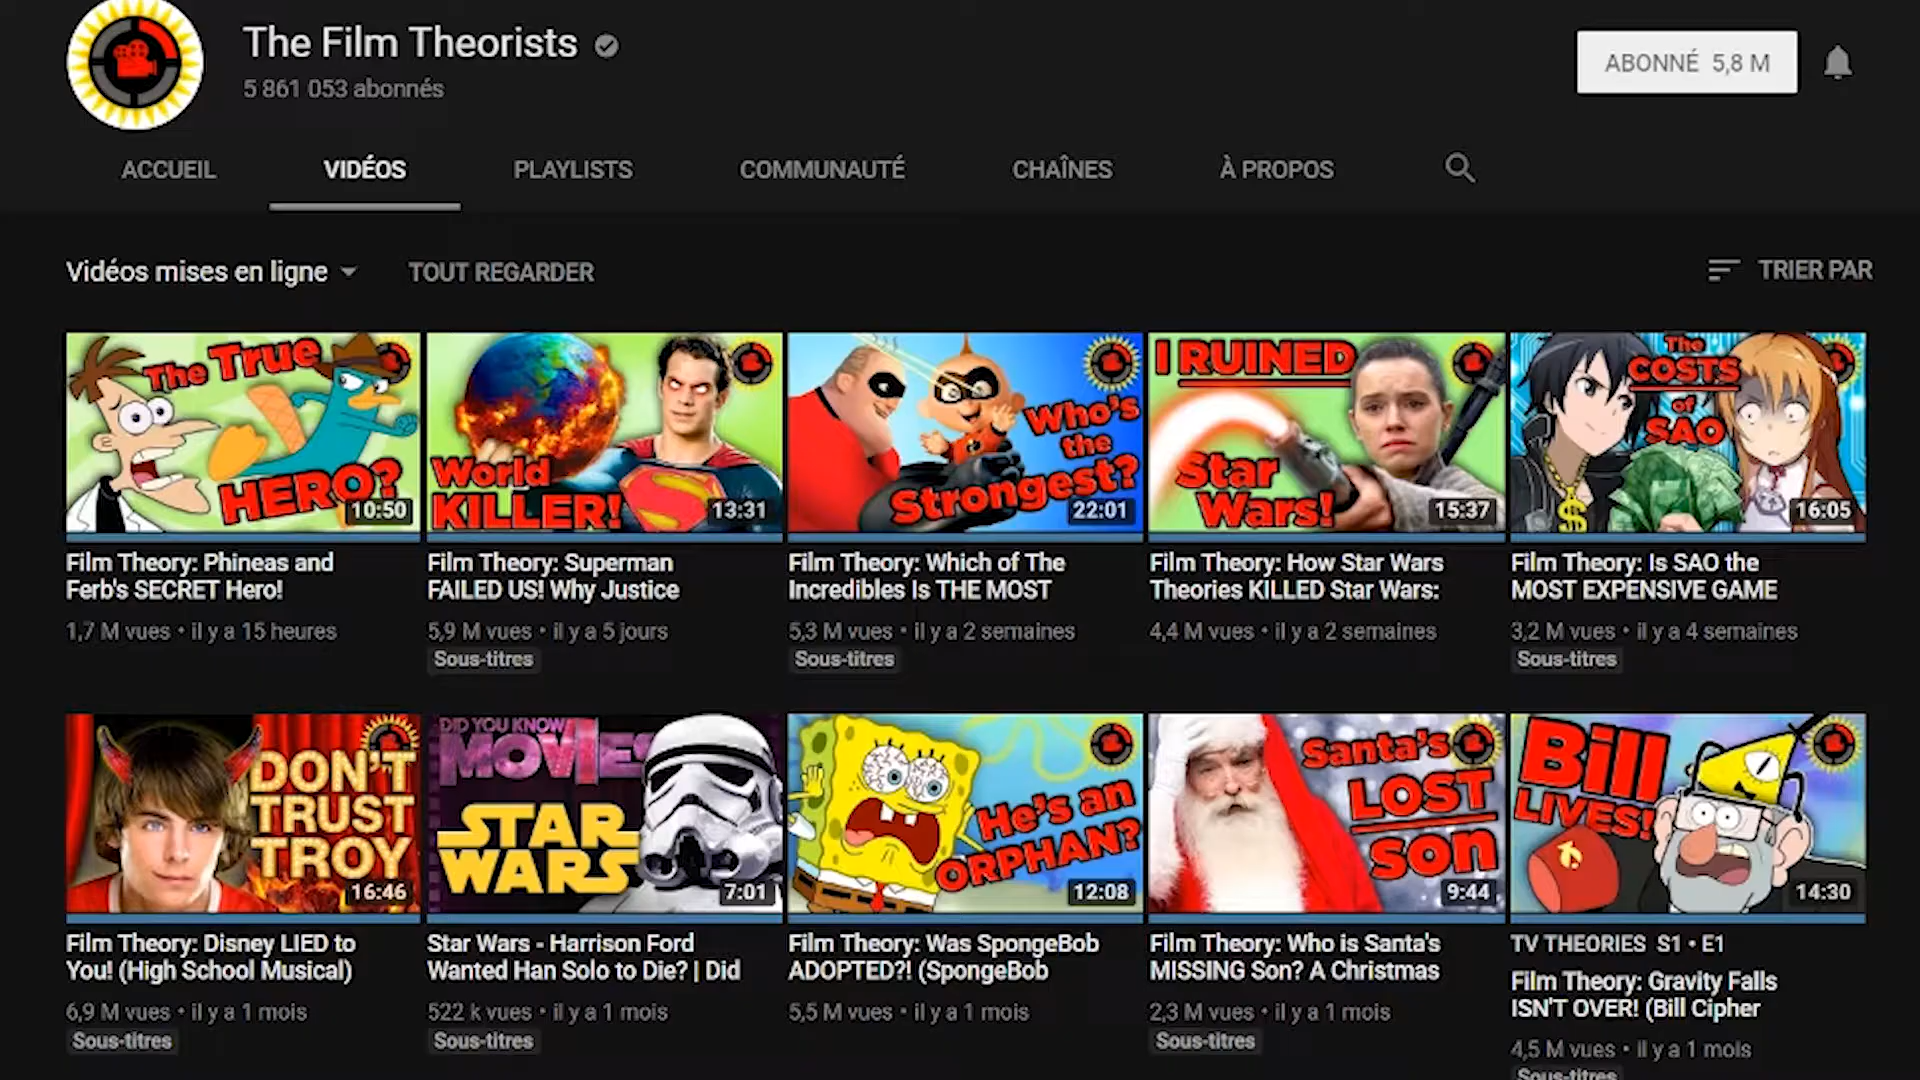 The Film Theorists
5 861 053 abonnés
ABONNÉ 5,8 M
ACCUEIL
VIDÉOS
PLAYLISTS
COMMUNAUTÉ
CHAÎNES
À PROPOS
Vidéos mises en ligne
TOUT REGARDER
TRIER PAR
The True
HERO?
10:50
World
KILLER!
13:31
Who's
the
Strongest?
22:01
I RUINED
Star
Wars!
15:37
The
COSTS
of
SAO
16:05
Film Theory: Phineas and
Ferb's SECRET Hero!
1,7 M vues • il y a 15 heures
Film Theory: Superman
FAILED US! Why Justice
5,9 M vues • il y a 5 jours
Sous-titres
Film Theory: Which of The
Incredibles Is THE MOST
5,3 M vues • il y a 2 semaines
Sous-titres
Film Theory: How Star Wars
Theories KILLED Star Wars:
4,4 M vues • il y a 2 semaines
Film Theory: Is SAO the
MOST EXPENSIVE GAME
3,2 M vues • il y a 4 semaines
Sous-titres
DON'T
TRUST
TROY
16:46
DID YOU KNOW
MOVIES
STAR
WARS
7:01
He's an
ORPHAN?
12:08
Santa's
LOST
son
9:44
Bill
LIVES!
14:30
Film Theory: Disney LIED to
You! (High School Musical)
6,9 M vues • il y a 1 mois
Sous-titres
Star Wars - Harrison Ford
Wanted Han Solo to Die? | Did
522 k vues • il y a 1 mois
Sous-titres
Film Theory: Was SpongeBob
ADOPTED?! (SpongeBob
5,5 M vues • il y a 1 mois
Film Theory: Who is Santa's
MISSING Son? A Christmas
2,3 M vues • il y a 1 mois
Sous-titres
TV THEORIES S1 • E1
Film Theory: Gravity Falls
ISN'T OVER! (Bill Cipher
4,5 M vues • il y a 1 mois
Sous-titres